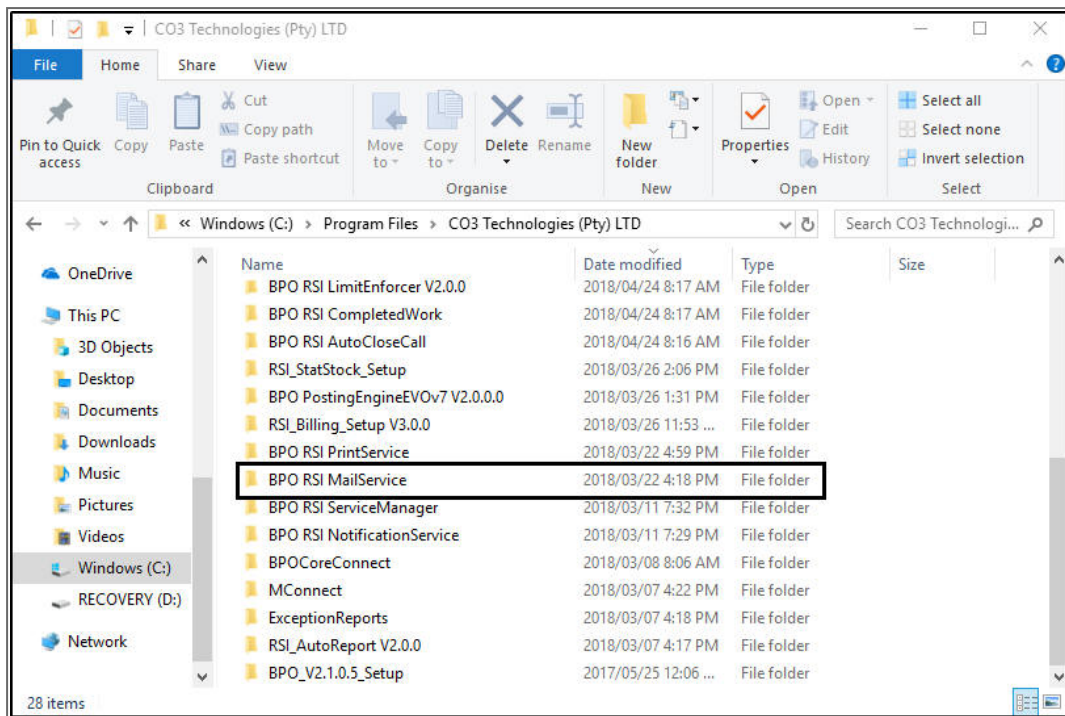 CO3 Technologies (Pty) LTD
File Home Share View
Pin to Quick access
Copy
Paste
Cut
Copy path
Paste shortcut
Clipboard
Move to
Copy to
Delete
Rename
Organise
New folder
New
Properties
Open
Edit
History
Open
Select all
Select none
Invert selection
Select
« Windows (C:) > Program Files > CO3 Technologies (Pty) LTD
Search CO3 Technologi...
OneDrive
This PC
3D Objects
Desktop
Documents
Downloads
Music
Pictures
Videos
Windows (C:)
RECOVERY (D:)
Network
Name Date modified Type Size
BPO RSI LimitEnforcer V2.0.0 2018/04/24 8:17 AM File folder
BPO RSI CompletedWork 2018/04/24 8:17 AM File folder
BPO RSI AutoCloseCall 2018/04/24 8:16 AM File folder
RSI_StatStock_Setup 2018/03/26 2:06 PM File folder
BPO PostingEngineEVOv7 V2.0.0.0 2018/03/26 1:31 PM File folder
RSI_Billing_Setup V3.0.0 2018/03/26 11:53 ... File folder
BPO RSI PrintService 2018/03/22 4:59 PM File folder
BPO RSI MailService 2018/03/22 4:18 PM File folder
BPO RSI ServiceManager 2018/03/11 7:32 PM File folder
BPO RSI NotificationService 2018/03/11 7:29 PM File folder
BPOCoreConnect 2018/03/08 8:06 AM File folder
MConnect 2018/03/07 4:22 PM File folder
ExceptionReports 2018/03/07 4:18 PM File folder
RSI_AutoReport V2.0.0 2018/03/07 4:17 PM File folder
BPO_V2.1.0.5_Setup 2017/05/25 12:06 ... File folder
28 items